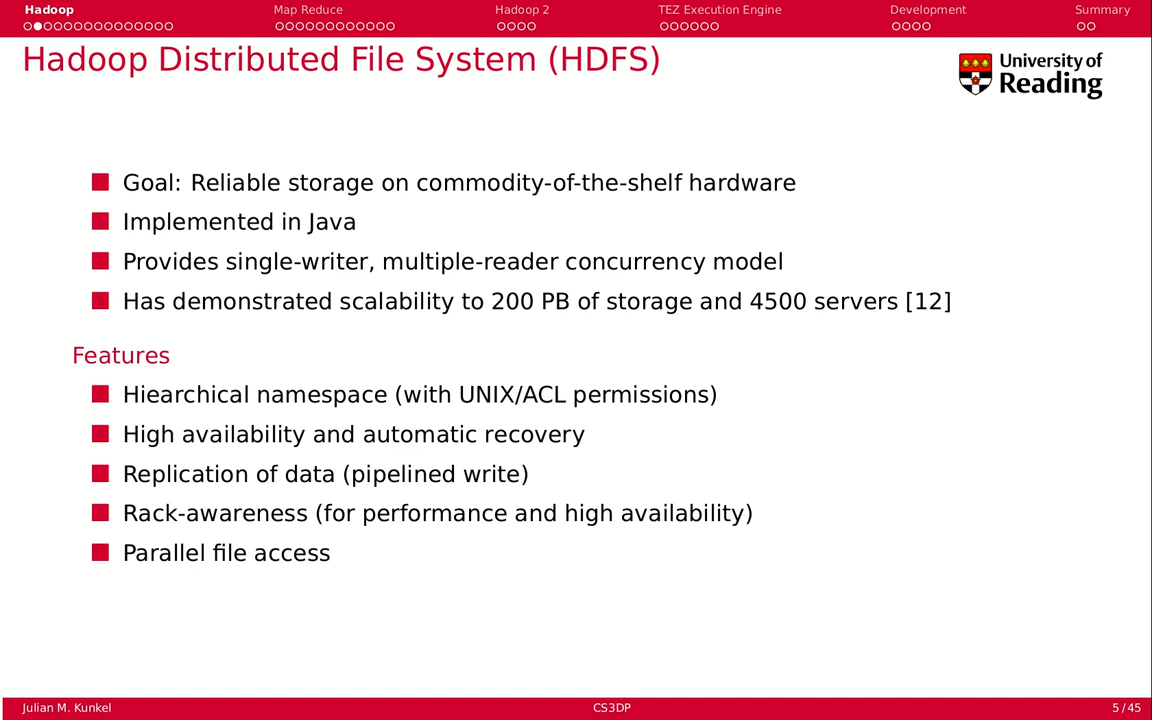 Hadoop Map Reduce Hadoop 2 TEZ Execution Engine Development Summary
Hadoop Distributed File System (HDFS)
University of
Reading
Goal: Reliable storage on commodity-of-the-shelf hardware
Implemented in Java
Provides single-writer, multiple-reader concurrency model
Has demonstrated scalability to 200 PB of storage and 4500 servers [12]
Features
Hiearchical namespace (with UNIX/ACL permissions)
High availability and automatic recovery
Replication of data (pipelined write)
Rack-awareness (for performance and high availability)
Parallel file access
Julian M. Kunkel CS3DP 5 / 45